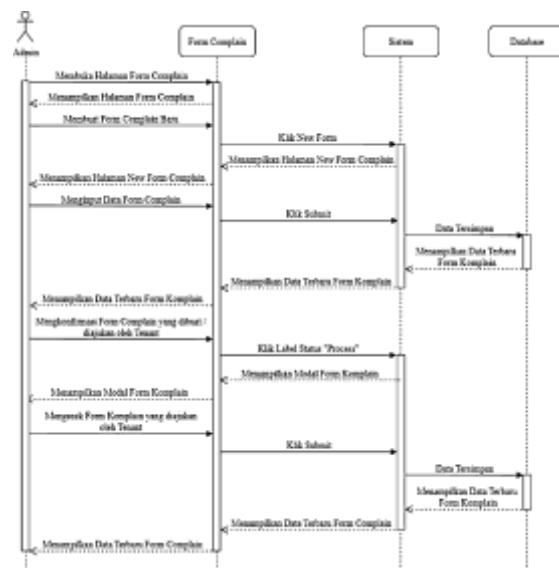 Admin
Form Complain
Sistem
Database
Membuka Halaman Form Complain
Menampilkan Halaman Form Complain
Membuat Form Complain Baru
Klik New Form
Menampilkan Halaman New Form Complain
Menampilkan Halaman New Form Complain
Menginput Data Form Complain
Klik Submit
Data Tersimpan
Menampilkan Data Terbaru
Form Komplain
Menampilkan Data Terbaru Form Komplain
Menampilkan Data Terbaru Form Komplain
Mengkonfirmasi Form Complain yang dibuat /
diajukan oleh Tenant
Klik Label Status "Process"
Menampilkan Modal Form Komplain
Menampilkan Modal Form Komplain
Mengecek Form Komplain yang diajukan
oleh Tenant
Klik Submit
Data Tersimpan
Menampilkan Data Terbaru
Form Komplain
Menampilkan Data Terbaru Form Complain
Menampilkan Data Terbaru Form Complain